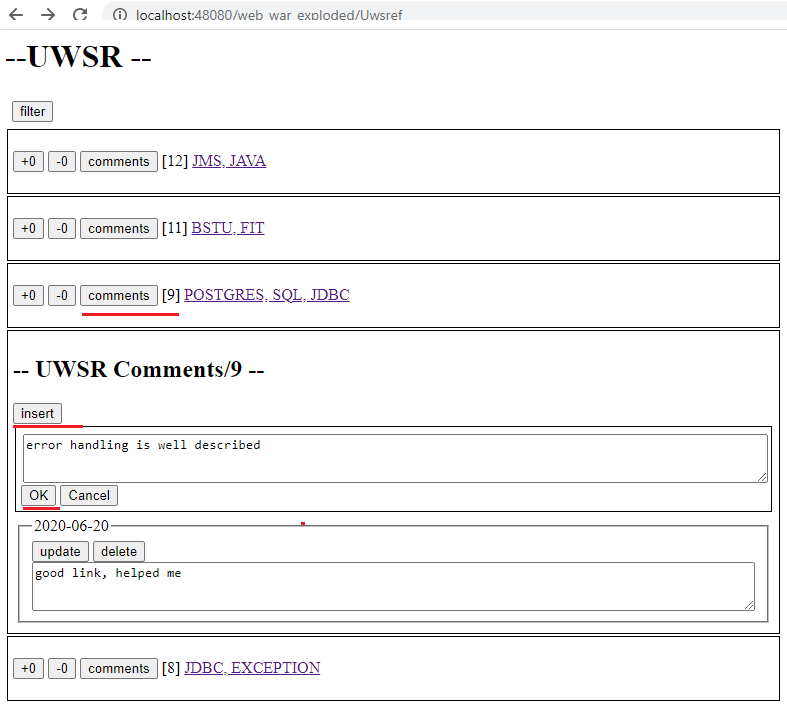 localhost:48080/web_war_exploded/Uwsref
--UWSR --
filter
+0 -0 comments [12] JMS, JAVA
+0 -0 comments [11] BSTU, FIT
+0 -0 comments [9] POSTGRES, SQL, JDBC
-- UWSR Comments/9 --
insert
error handling is well described
OK Cancel
2020-06-20
update delete
good link, helped me
+0 -0 comments [8] JDBC, EXCEPTION